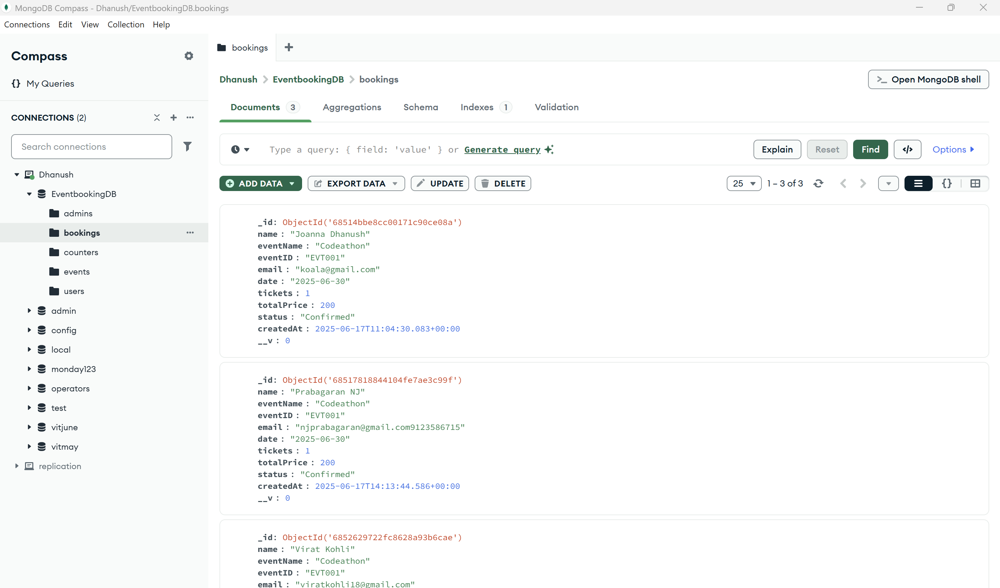 MongoDB Compass - Dhanush/EventbookingDB.bookings
Connections Edit View Collection Help
Compass
{} My Queries
CONNECTIONS (2)
Search connections
Dhanush
EventbookingDB
admins
bookings
counters
events
users
admin
config
local
monday123
operators
test
vitjune
vitmay
replication
bookings
Dhanush > EventbookingDB > bookings
>_ Open MongoDB shell
Documents 3 Aggregations Schema Indexes 1 Validation
Type a query: { field: 'value' } or Generate query
Explain Reset Find </> Options
ADD DATA EXPORT DATA UPDATE DELETE
25 1 – 3 of 3 {}
_id: ObjectId('68514bbe8cc00171c90ce08a')
name : "Joanna Dhanush"
eventName : "Codeathon"
eventID : "EVT001"
email : "koala@gmail.com"
date : "2025-06-30"
tickets : 1
totalPrice : 200
status : "Confirmed"
createdAt : 2025-06-17T11:04:30.083+00:00
__v : 0
_id: ObjectId('68517818844104fe7ae3c99f')
name : "Prabagaran NJ"
eventName : "Codeathon"
eventID : "EVT001"
email : "njprabagaran@gmail.com9123586715"
date : "2025-06-30"
tickets : 1
totalPrice : 200
status : "Confirmed"
createdAt : 2025-06-17T14:13:44.586+00:00
__v : 0
_id: ObjectId('6852629722fc8628a93b6cae')
name : "Virat Kohli"
eventName : "Codeathon"
eventID : "EVT001"
email : "viratkohli18@gmail.com"